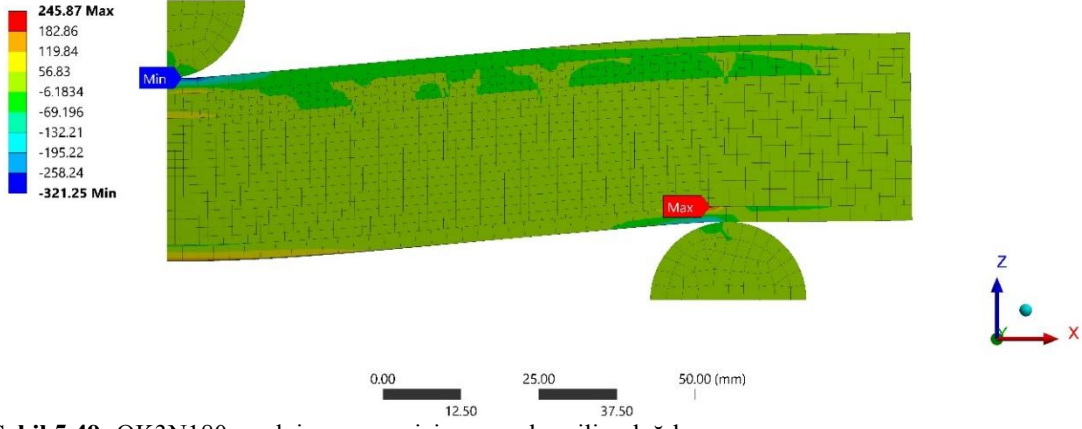 245.87 Max
182.86
119.84
56.83
-6.1834
-69.196
-132.21
-195.22
-258.24
-321.25 Min
Min
Max
Z
Y
X
0.00
25.00
50.00 (mm)
12.50
37.50